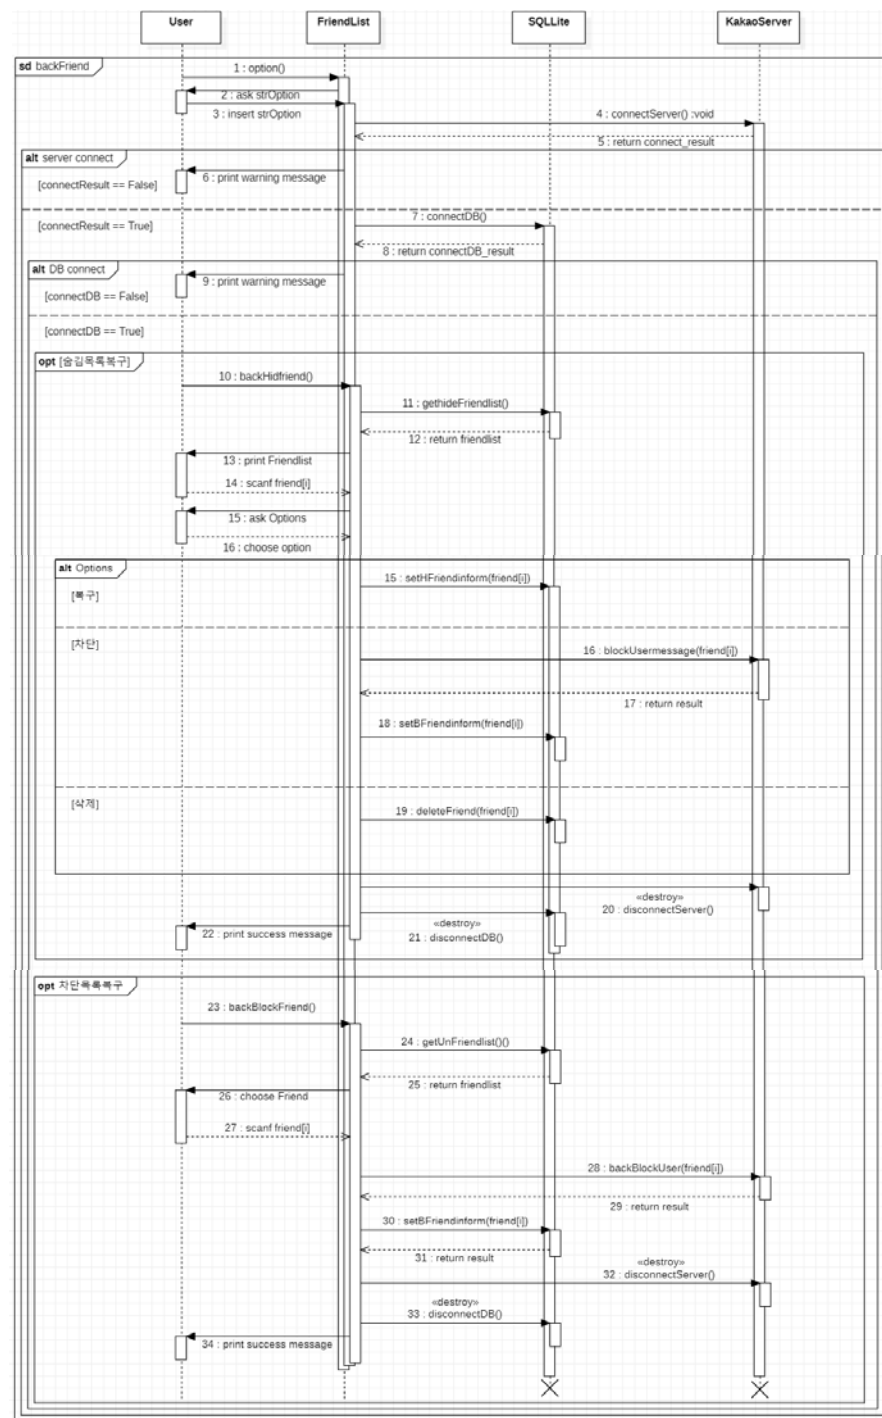 User
FriendList
SQLLite
KakaoServer
sd backFriend
1 : option()
2 : ask strOption
3 : insert strOption
4 : connectServer() :void
5 : return connect_result
alt server connect
6 : print warning message
[connectResult == False]
[connectResult == True]
7 : connectDB()
8 : return connectDB_result
alt DB connect
9 : print warning message
[connectDB == False]
[connectDB == True]
opt [숨김목록복구]
10 : backHidfriend()
11 : gethideFriendlist()
12 : return friendlist
13 : print Friendlist
14 : scanf friend[i]
15 : ask Options
16 : choose option
alt Options
15 : setHFriendinform(friend[i])
[복구]
[차단]
16 : blockUsermessage(friend[i])
17 : return result
18 : setBFriendinform(friend[i])
[삭제]
19 : deleteFriend(friend[i])
«destroy»
20 : disconnectServer()
«destroy»
21 : disconnectDB()
22 : print success message
opt 차단목록복구
23 : backBlockFriend()
24 : getUnFriendlist()()
25 : return friendlist
26 : choose Friend
27 : scanf friend[i]
28 : backBlockUser(friend[i])
29 : return result
30 : setBFriendinform(friend[i])
31 : return result
«destroy»
32 : disconnectServer()
«destroy»
33 : disconnectDB()
34 : print success message